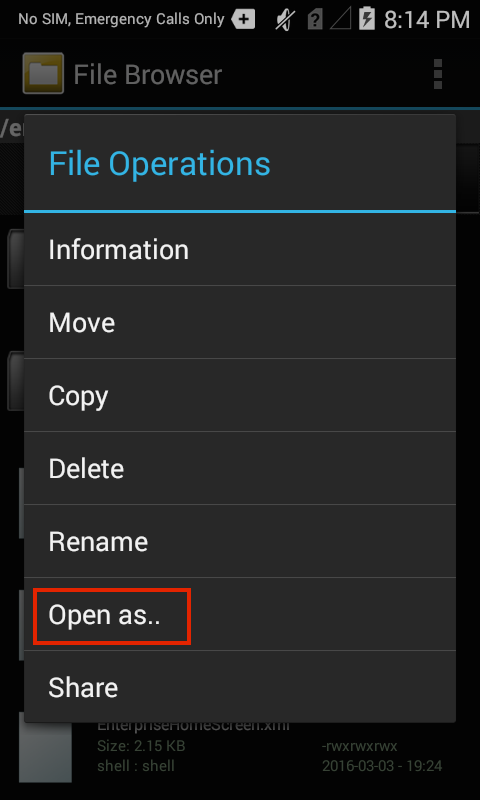 No SIM, Emergency Calls Only 8:14 PM
File Browser
File Operations
Information
Move
Copy
Delete
Rename
Open as..
Share
EnterpriseHomeScreen.xml
Size: 2.15 KB -rwxrwxrwx
shell : shell 2016-03-03 - 19:24